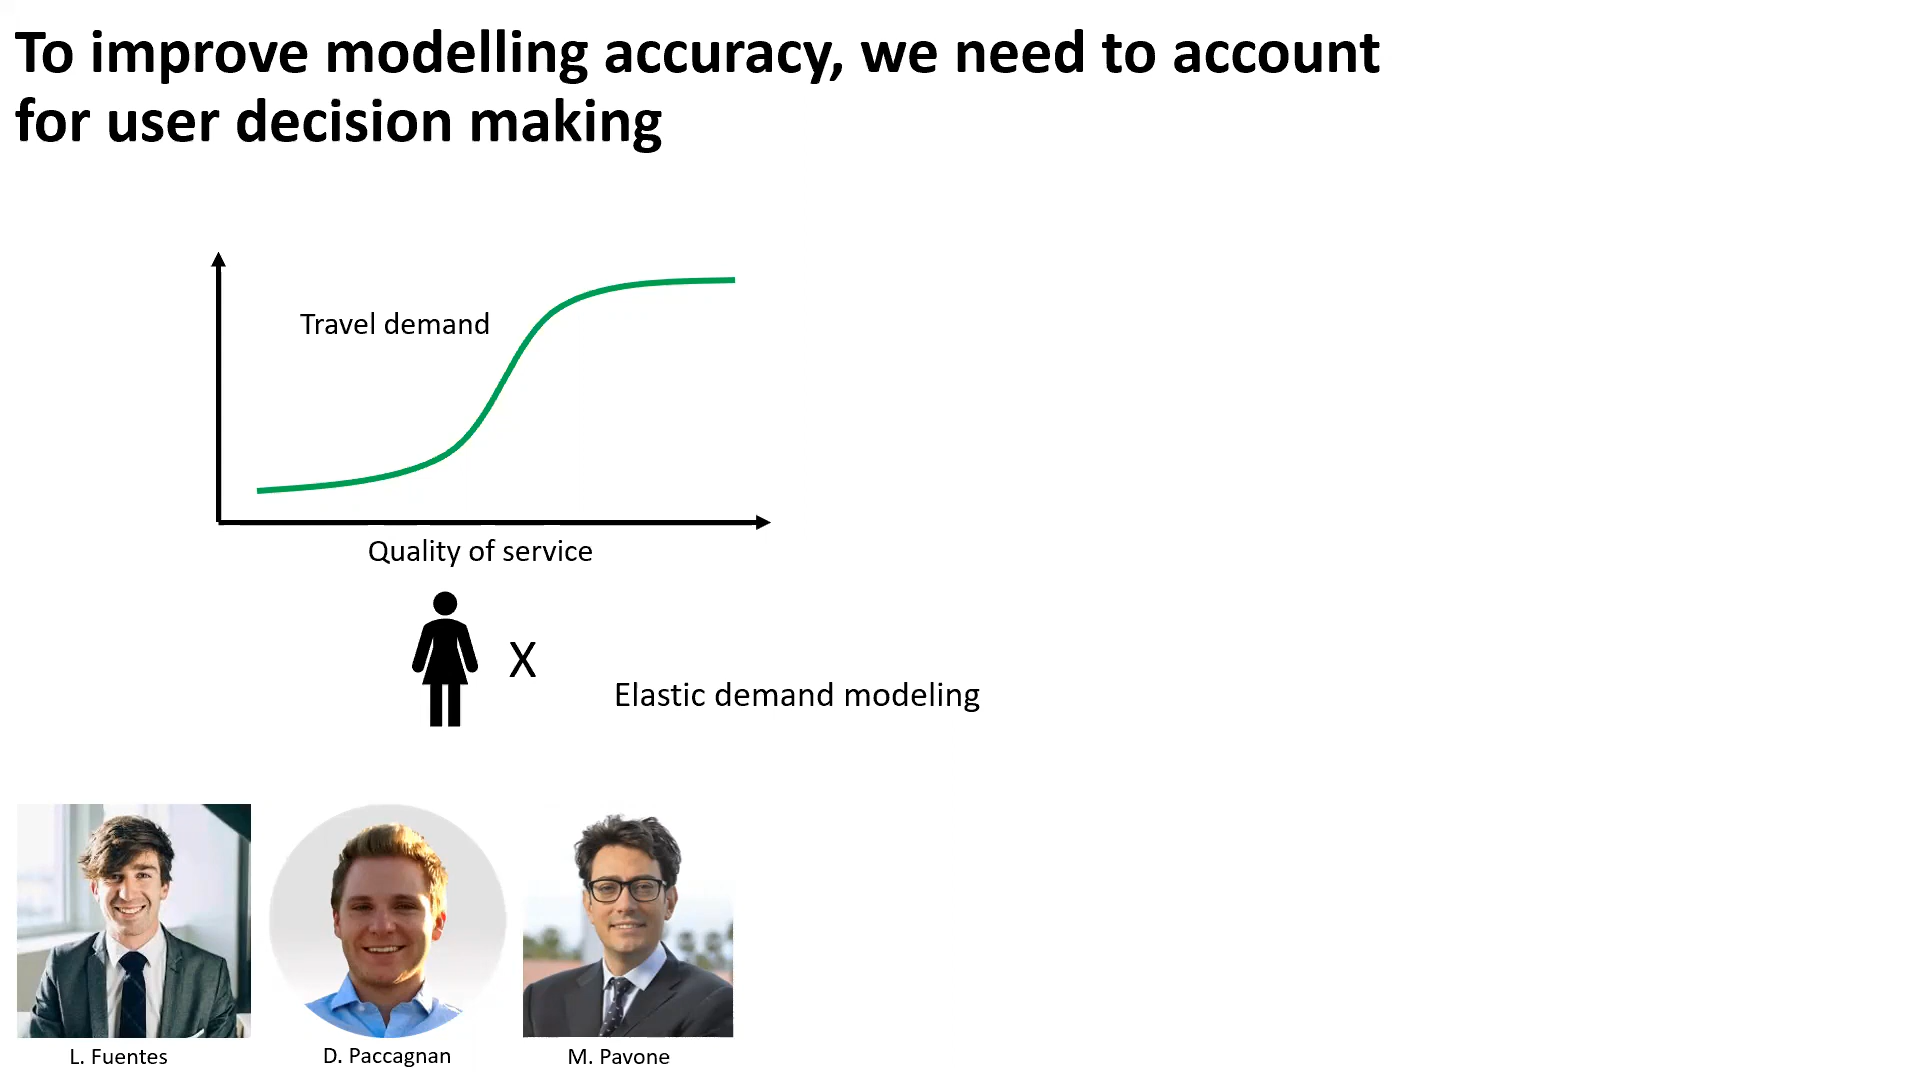 To improve modelling accuracy, we need to account
for user decision making
Travel demand
Quality of service
X
Elastic demand modeling
L. Fuentes
D. Paccagnan
M. Pavone